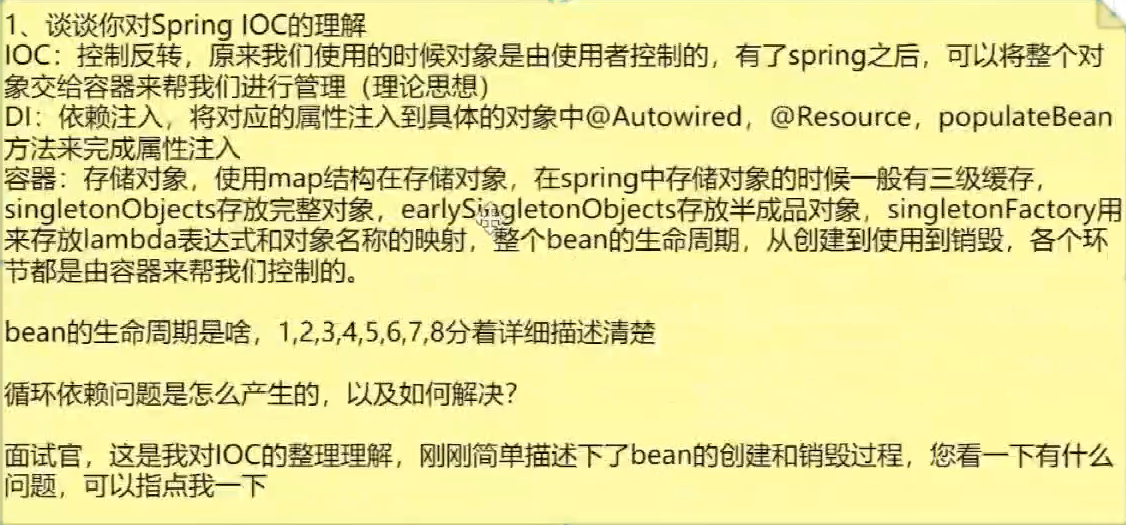 1、谈谈你对Spring IOC的理解
IOC：控制反转，原来我们使用的时候对象是由使用者控制的，有了spring之后，可以将整个对
象交给容器来帮我们进行管理（理论思想）
DI：依赖注入，将对应的属性注入到具体的对象中@Autowired，@Resource，populateBean
方法来完成属性注入
容器：存储对象，使用map结构在存储对象，在spring中存储对象的时候一般有三级缓存，
singletonObjects存放完整对象，earlySingletonObjects存放半成品对象，singletonFactory用
来存放lambda表达式和对象名称的映射，整个bean的生命周期，从创建到使用到销毁，各个环
节都是由容器来帮我们控制的。
bean的生命周期是啥，1,2,3,4,5,6,7,8分着详细描述清楚
循环依赖问题是怎么产生的，以及如何解决？
面试官，这是我对IOC的整理理解，刚刚简单描述下了bean的创建和销毁过程，您看一下有什么
问题，可以指点我一下